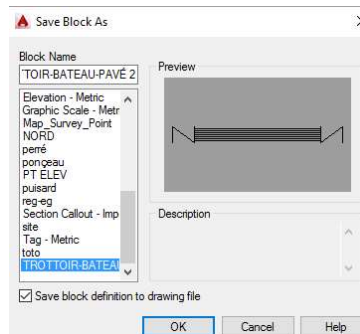 Save Block As
Block Name
'TOIR-BATEAU-PAVÉ 2
Elevation - Metric
Graphic Scale - Metr
Map_Survey_Point
NORD
perré
ponçeau
PT ELEV
puisard
reg-eg
Section Callout - Imp
site
Tag - Metric
toto
TROTTOIR-BATEAU
Preview
Description
Save block definition to drawing file
OK
Cancel
Help